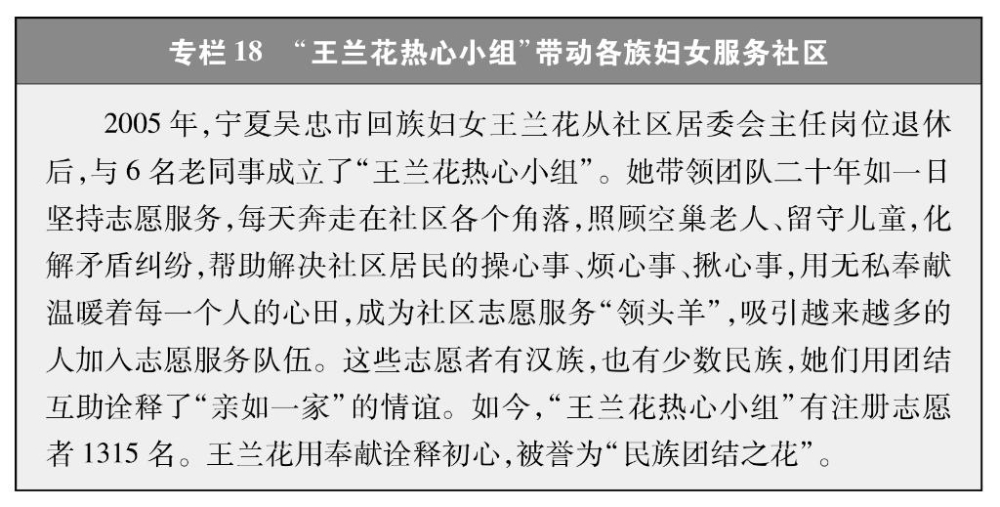 专栏 18 “王兰花热心小组”带动各族妇女服务社区
2005 年,宁夏吴忠市回族妇女王兰花从社区居委会主任岗位退休
后,与 6 名老同事成立了“王兰花热心小组”。她带领团队二十年如一日
坚持志愿服务,每天奔走在社区各个角落,照顾空巢老人、留守儿童,化
解矛盾纠纷,帮助解决社区居民的操心事、烦心事、揪心事,用无私奉献
温暖着每一个人的心田,成为社区志愿服务“领头羊”,吸引越来越多的
人加入志愿服务队伍。这些志愿者有汉族,也有少数民族,她们用团结
互助诠释了“亲如一家”的情谊。如今,“王兰花热心小组”有注册志愿
者 1315 名。王兰花用奉献诠释初心,被誉为“民族团结之花”。